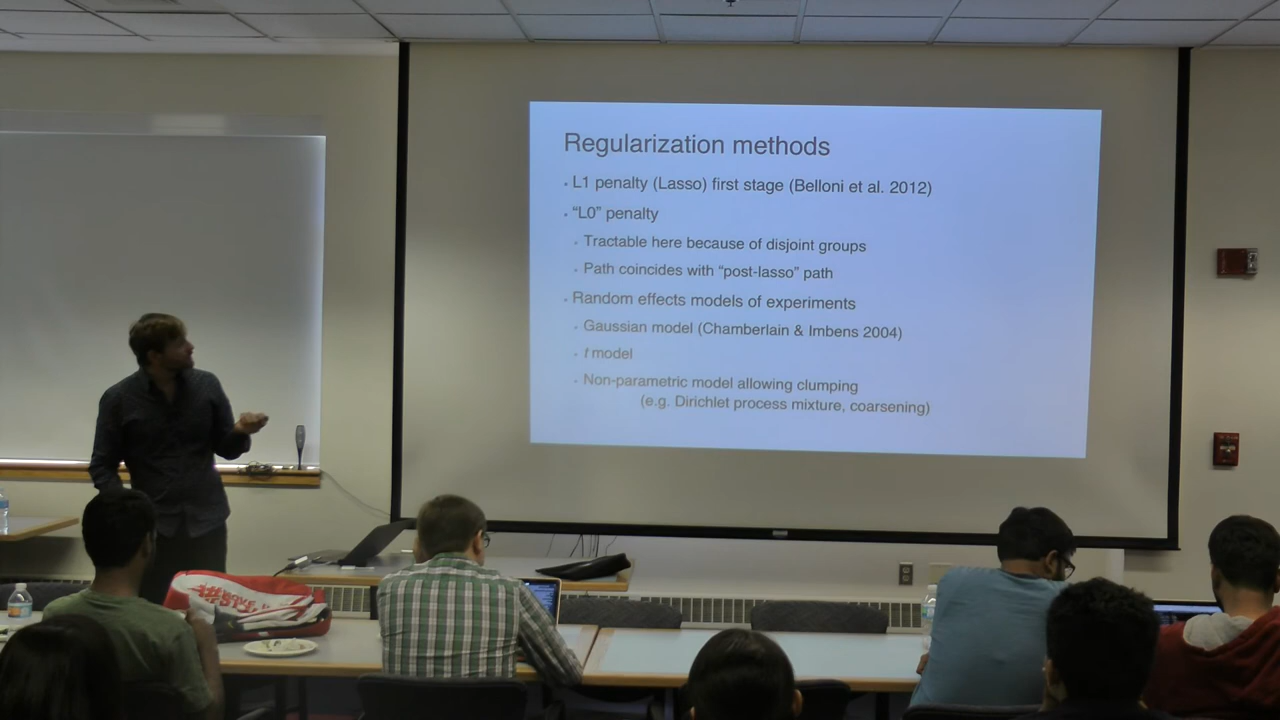 Regularization methods
· L1 penalty (Lasso) first stage (Belloni et al. 2012)
· “L0” penalty
· Tractable here because of disjoint groups
· Path coincides with “post-lasso” path
· Random effects models of experiments
· Gaussian model (Chamberlain & Imbens 2004)
· t model
· Non-parametric model allowing clumping
(e.g. Dirichlet process mixture, coarsening)